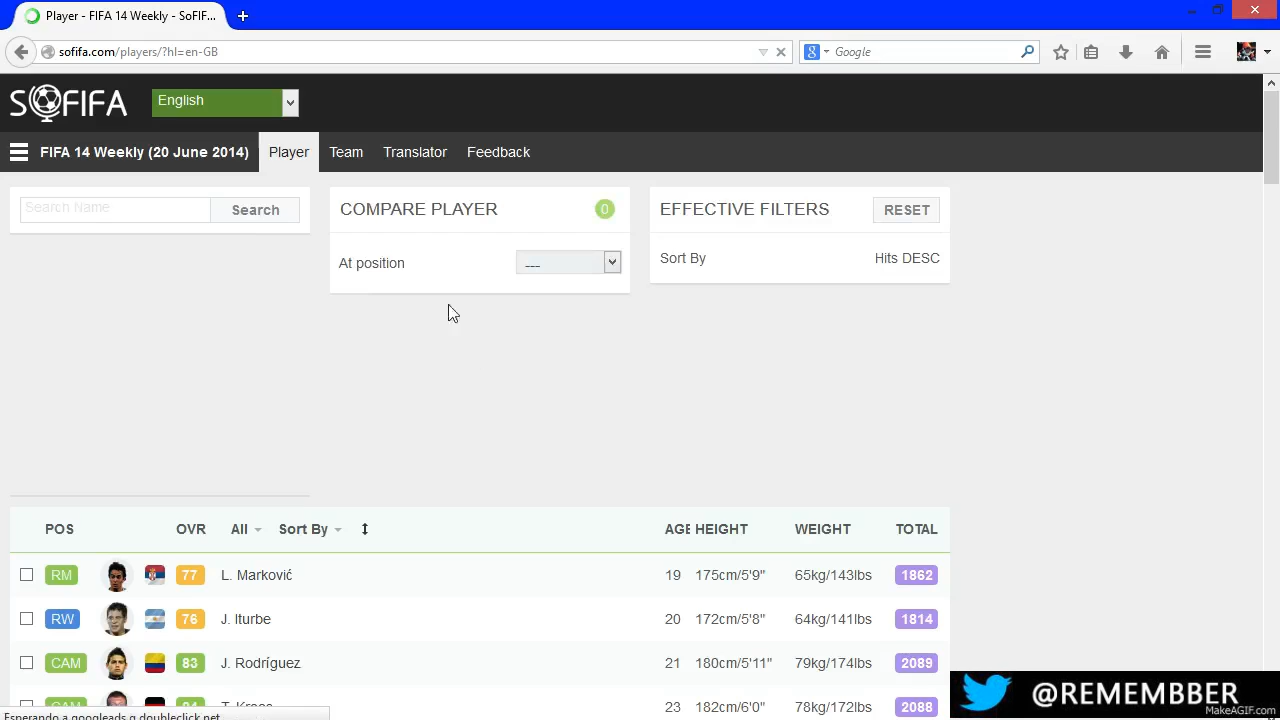 Player - FIFA 14 Weekly - SoFIF...
sofifa.com/players/?hl=en-GB
Google
SOFIFA
English
FIFA 14 Weekly (20 June 2014) Player Team Translator Feedback
Search Name Search
COMPARE PLAYER 0
At position ---
EFFECTIVE FILTERS RESET
Sort By Hits DESC
POS OVR All Sort By AGE HEIGHT WEIGHT TOTAL
RM 77 L. Marković 19 175cm/5'9" 65kg/143lbs 1862
RW 76 J. Iturbe 20 172cm/5'8" 64kg/141lbs 1814
CAM 83 J. Rodríguez 21 180cm/5'11" 79kg/174lbs 2089
CAM 84 T. Kroos 23 182cm/6'0" 78kg/172lbs 2088
Esperando a googleads.g.doubleclick.net
@REMEMBBER
MakeAGIF.com